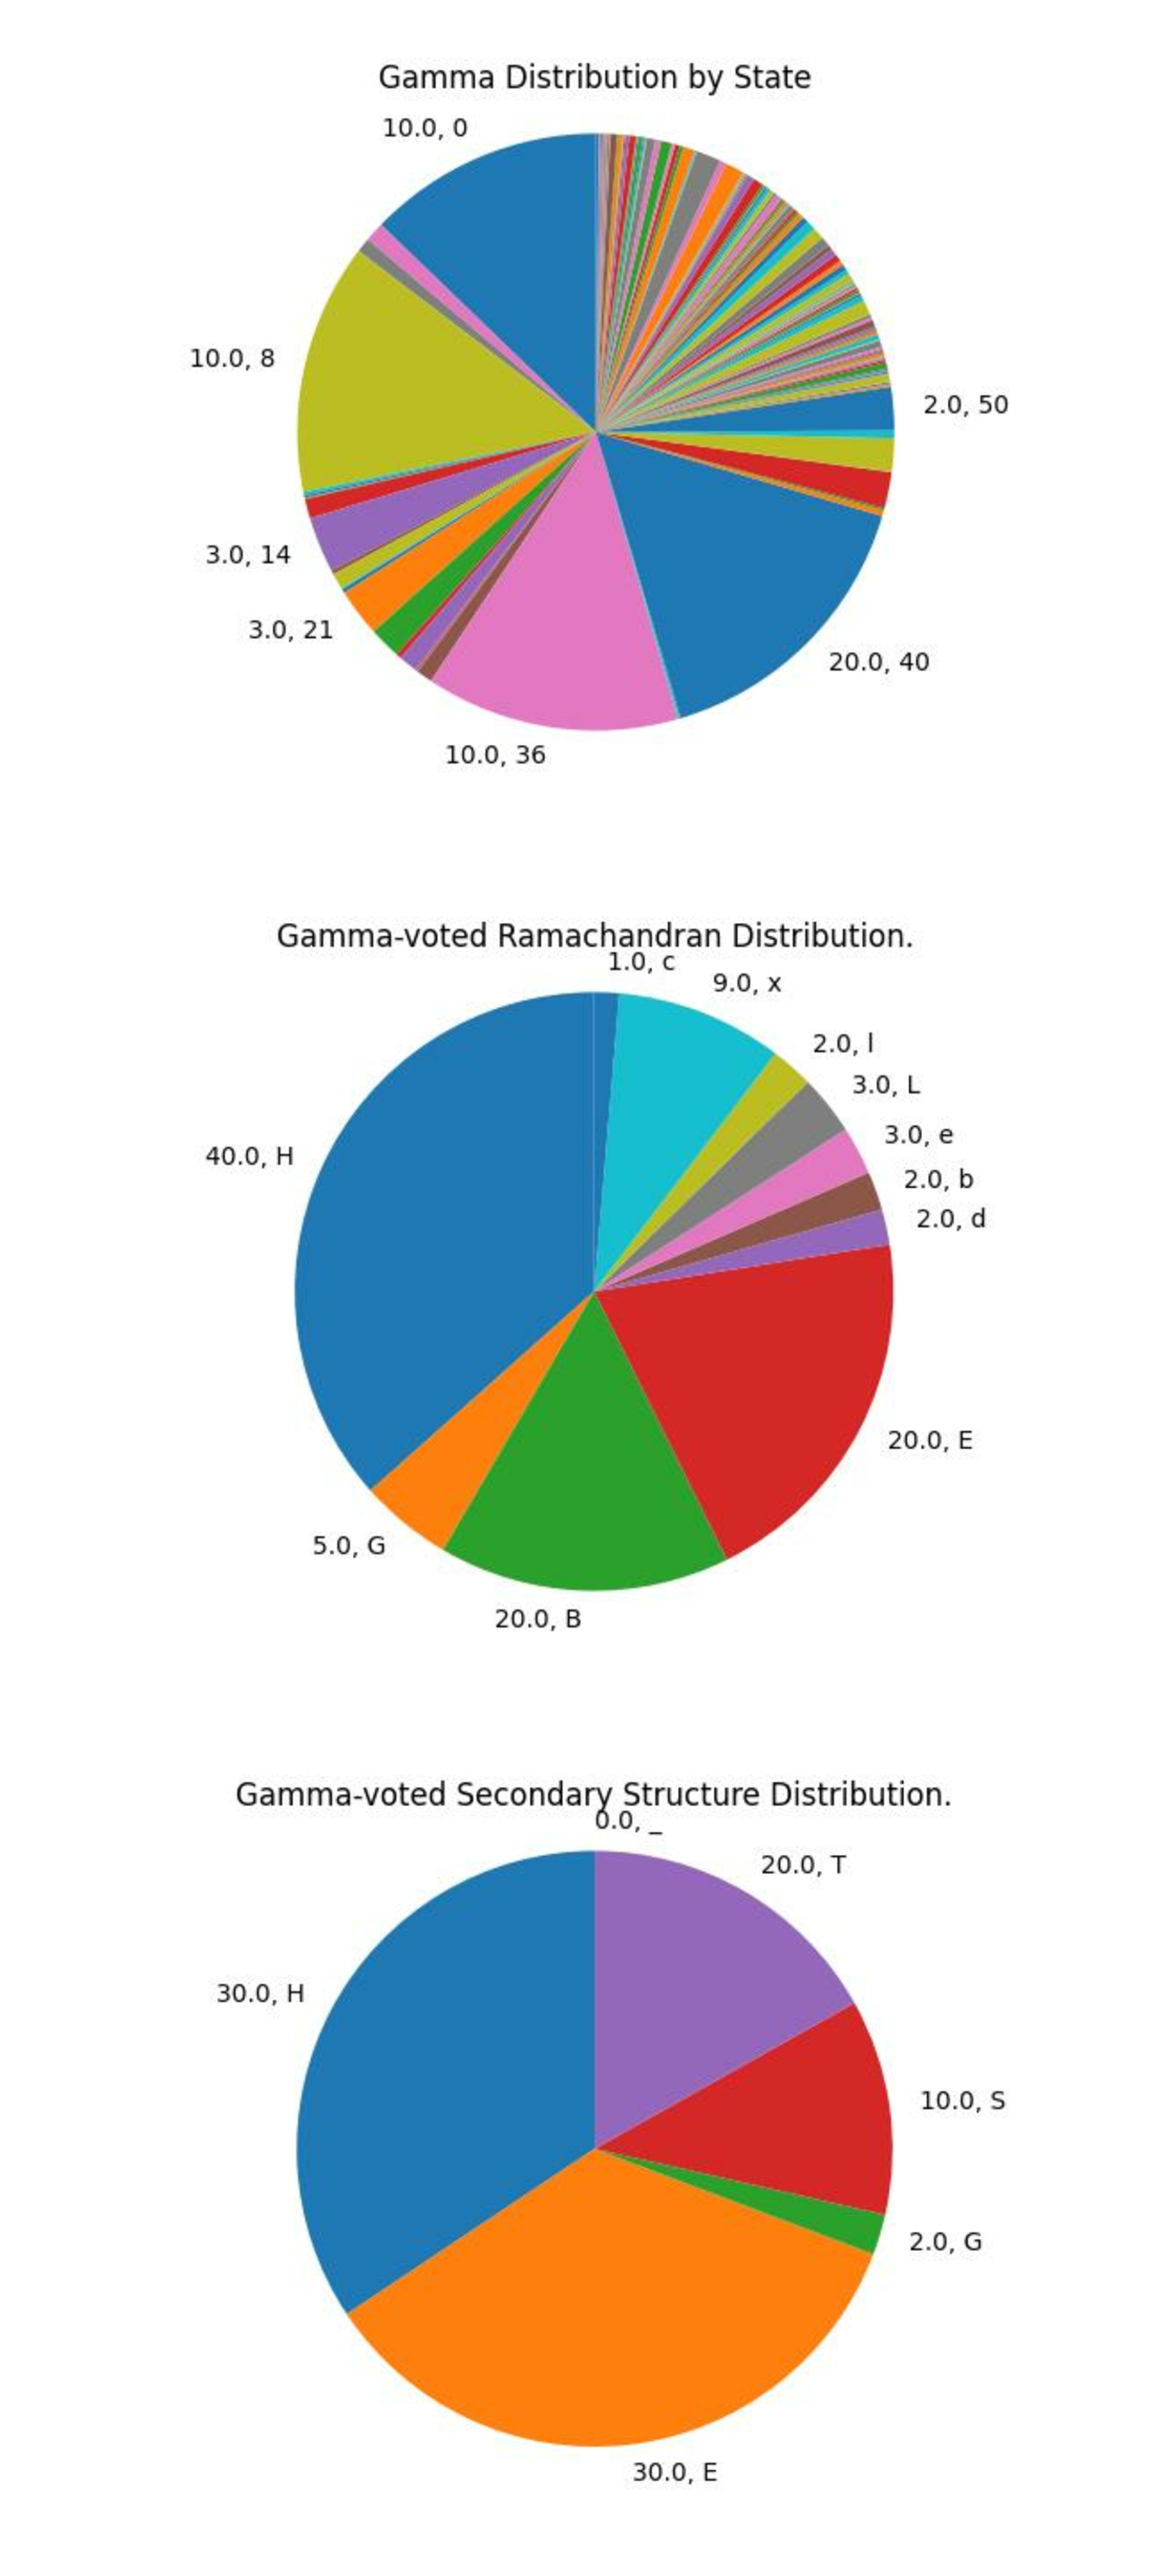 Gamma Distribution by State
10.0, 0
10.0, 8
2.0, 50
3.0, 14
3.0, 21
20.0, 40
10.0, 36
Gamma-voted Ramachandran Distribution.
1.0, c
9.0, x
2.0, l
3.0, L
3.0, e
40.0, H
2.0, b
2.0, d
20.0, E
5.0, G
20.0, B
Gamma-voted Secondary Structure Distribution.
0.0, _
20.0, T
30.0, H
10.0, S
2.0, G
30.0, E